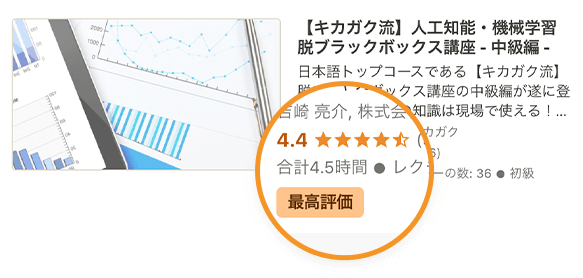 【キカガク流】人工知能・機械学習
脱ブラックボックス講座 - 中級編 -
日本語トップコースである【キカガク流】
ックス講座の中級編が遂に登
知識は現場で使える！...
吉崎 亮介, 株式会
カガク
4.4
合計4.5時間 ● レク
ーの数: 36 ● 初級
最高評価